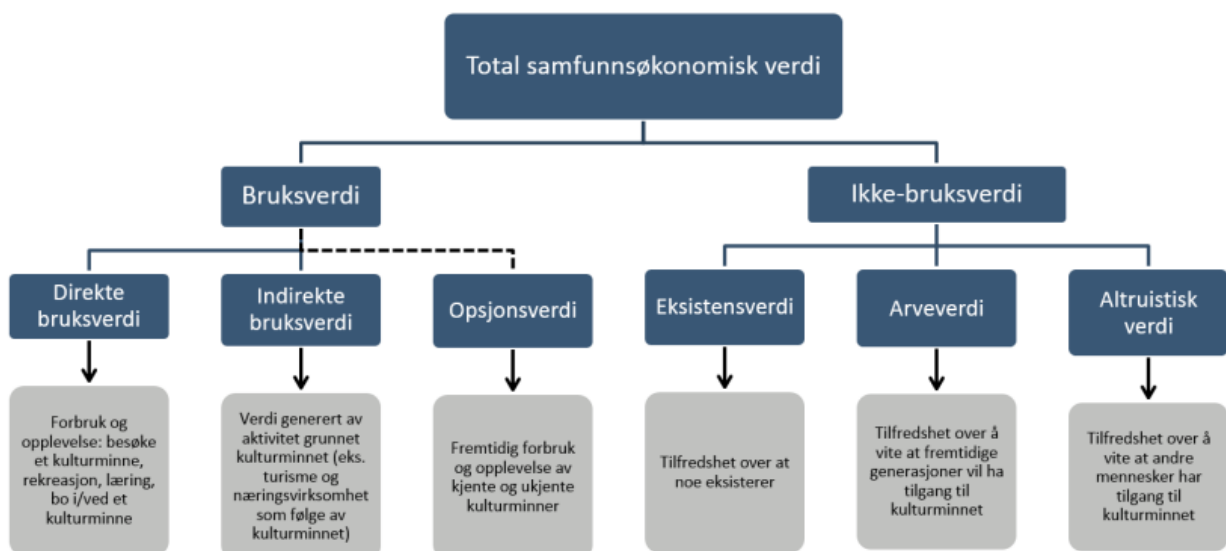 Total samfunnsøkonomisk verdi
Bruksverdi
Ikke-bruksverdi
Direkte
bruksverdi
Indirekte
bruksverdi
Opsjonsverdi
Eksistensverdi
Arveverdi
Altruistisk
verdi
Forbruk og
opplevelse: besøke
et kulturminne,
rekreasjon, læring,
bo i/ved et
kulturminne
Verdi generert av
aktivitet grunnet
kulturminnet (eks.
turisme og
næringsvirksomhet
som følge av
kulturminnet)
Fremtidig forbruk
og opplevelse av
kjente og ukjente
kulturminner
Tilfredshet over at
noe eksisterer
Tilfredshet over å
vite at fremtidige
generasjoner vil ha
tilgang til
kulturminnet
Tilfredshet over å
vite at andre
mennesker har
tilgang til
kulturminnet